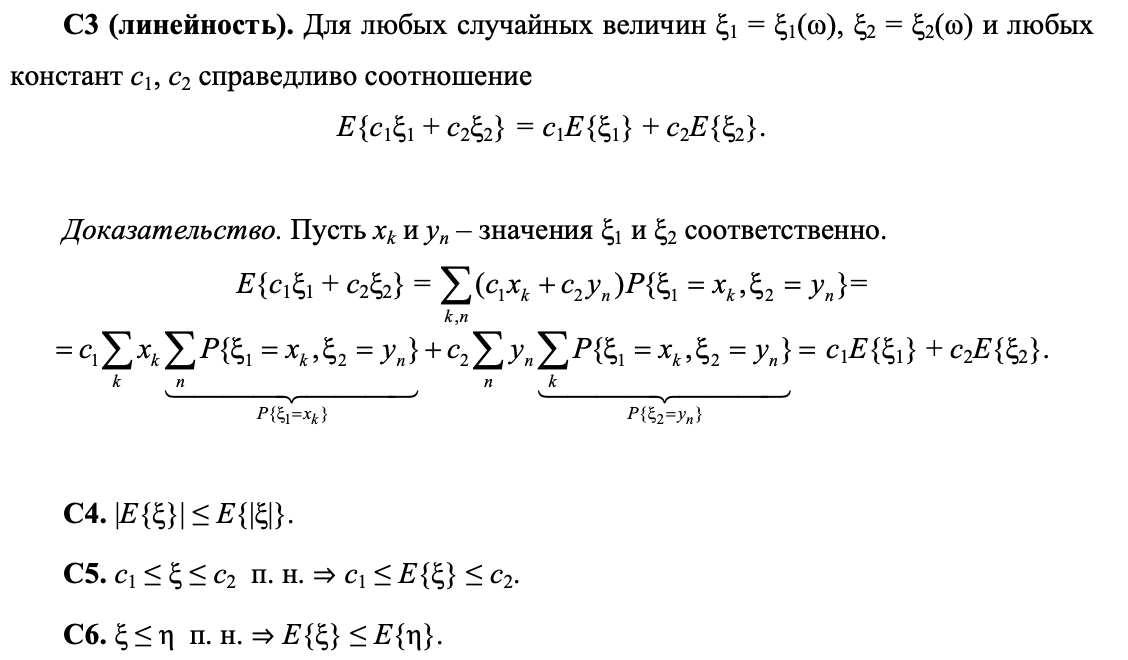 С3 (линейность). Для любых случайных величин ξ₁ = ξ₁(ω), ξ₂ = ξ₂(ω) и любых
констант c₁, c₂ справедливо соотношение
E{c₁ξ₁ + c₂ξ₂} = c₁E{ξ₁} + c₂E{ξ₂}.
Доказательство. Пусть xₖ и yₙ – значения ξ₁ и ξ₂ соответственно.
E{c₁ξ₁ + c₂ξ₂} = ∑(c₁xₖ + c₂yₙ)P{ξ₁ = xₖ, ξ₂ = yₙ}=
k,n
= c₁∑xₖ∑P{ξ₁ = xₖ, ξ₂ = yₙ} + c₂∑yₙ∑P{ξ₁ = xₖ, ξ₂ = yₙ} = c₁E{ξ₁} + c₂E{ξ₂}.
k n n k
P{ξ₁=xₖ} P{ξ₂=yₙ}
С4. |E{ξ}| ≤ E{|ξ|}.
С5. c₁ ≤ ξ ≤ c₂ п. н. ⇒ c₁ ≤ E{ξ} ≤ c₂.
С6. ξ ≤ η п. н. ⇒ E{ξ} ≤ E{η}.